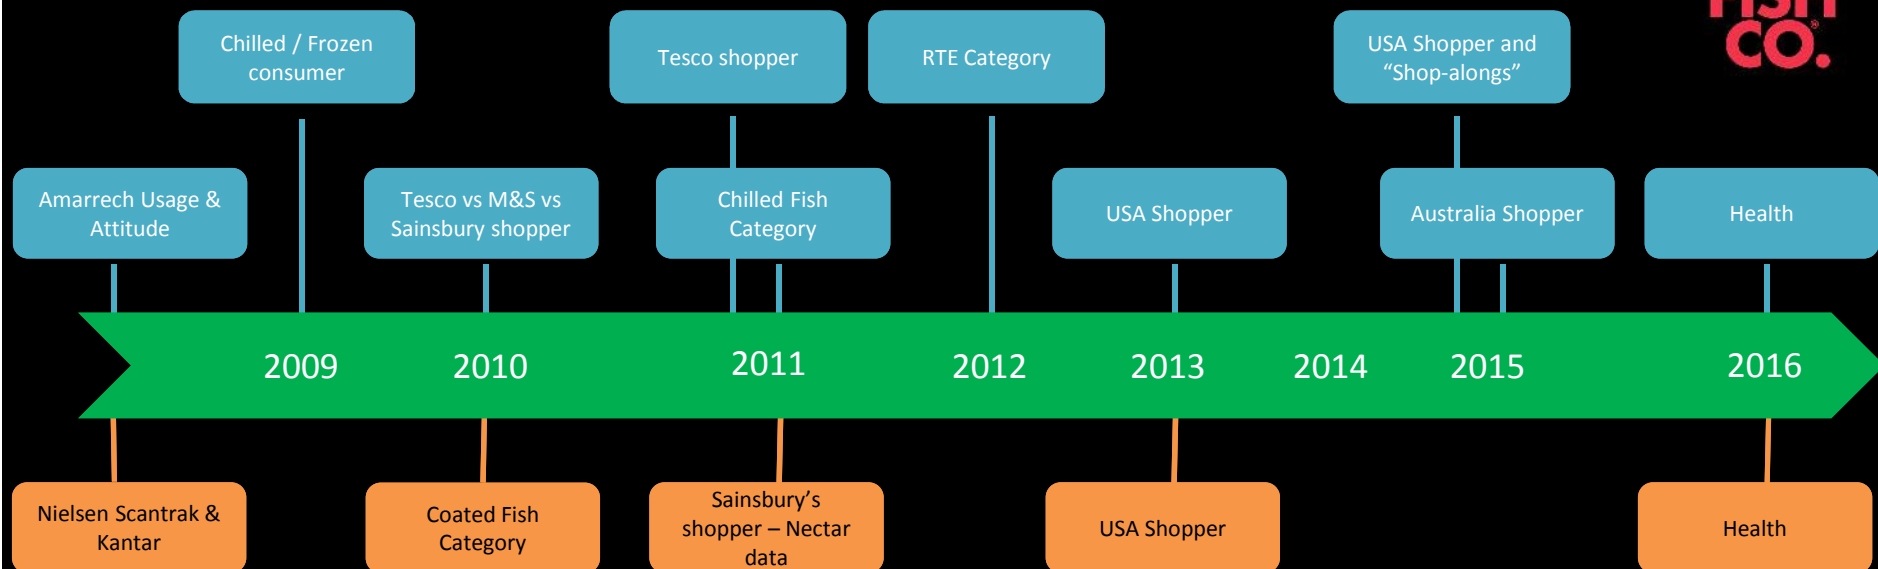 FISH
CO.®
Chilled / Frozen
consumer
Tesco shopper
RTE Category
USA Shopper and
“Shop-alongs”
Amarrech Usage &
Attitude
Tesco vs M&S vs
Sainsbury shopper
Chilled Fish
Category
USA Shopper
Australia Shopper
Health
2009
2010
2011
2012
2013
2014
2015
2016
Nielsen Scantrak &
Kantar
Coated Fish
Category
Sainsbury’s
shopper – Nectar
data
USA Shopper
Health